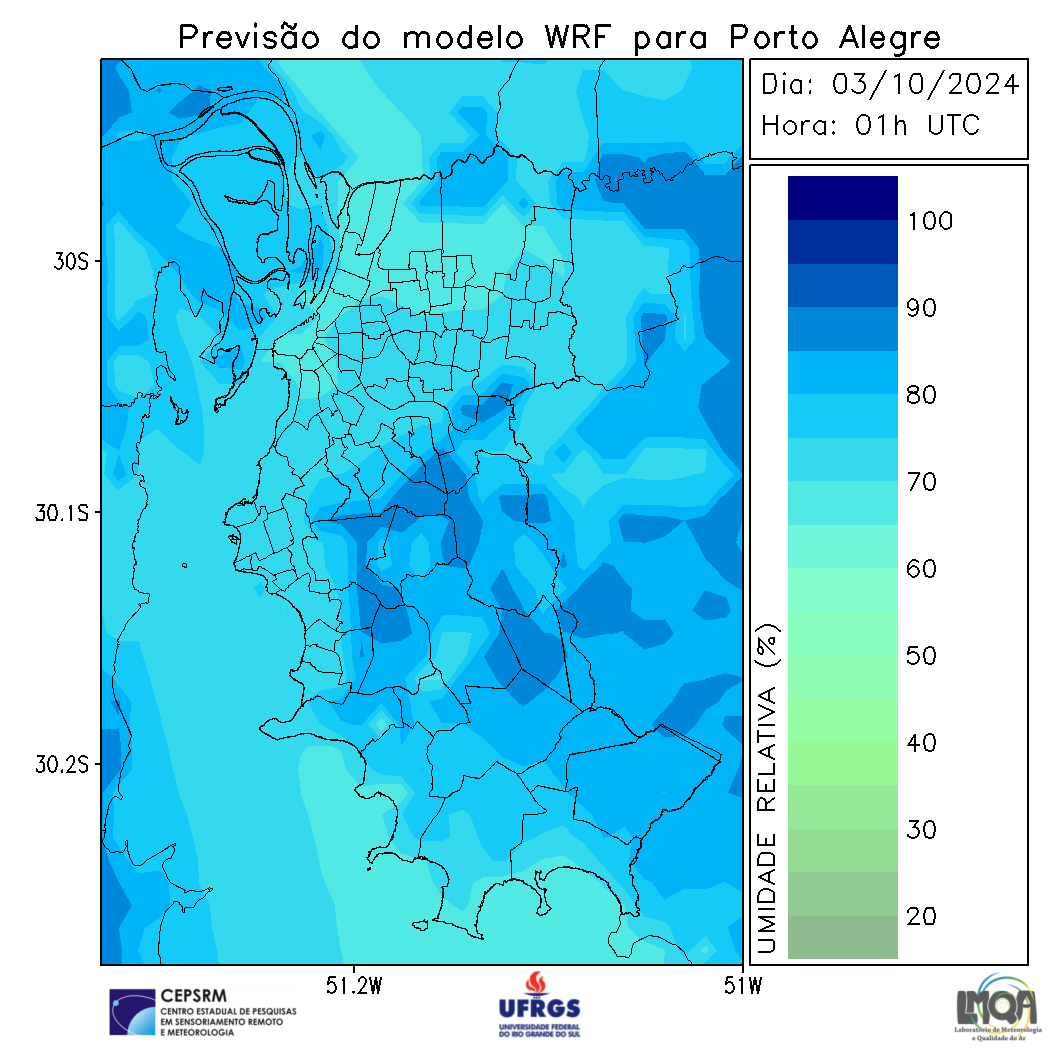 Previsão do modelo WRF para Porto Alegre
Dia: 03/10/2024
Hora: 01h UTC
30S
30.1S
30.2S
51.2W
51W
UMIDADE RELATIVA (%)
100
90
80
70
60
50
40
30
20
CEPSRM
CENTRO ESTADUAL DE PESQUISAS
EM SENSORIAMENTO REMOTO
E METEOROLOGIA
UFRGS
UNIVERSIDADE FEDERAL
DO RIO GRANDE DO SUL
LMQA
Laboratório de Meteorologia
e Qualidade do Ar